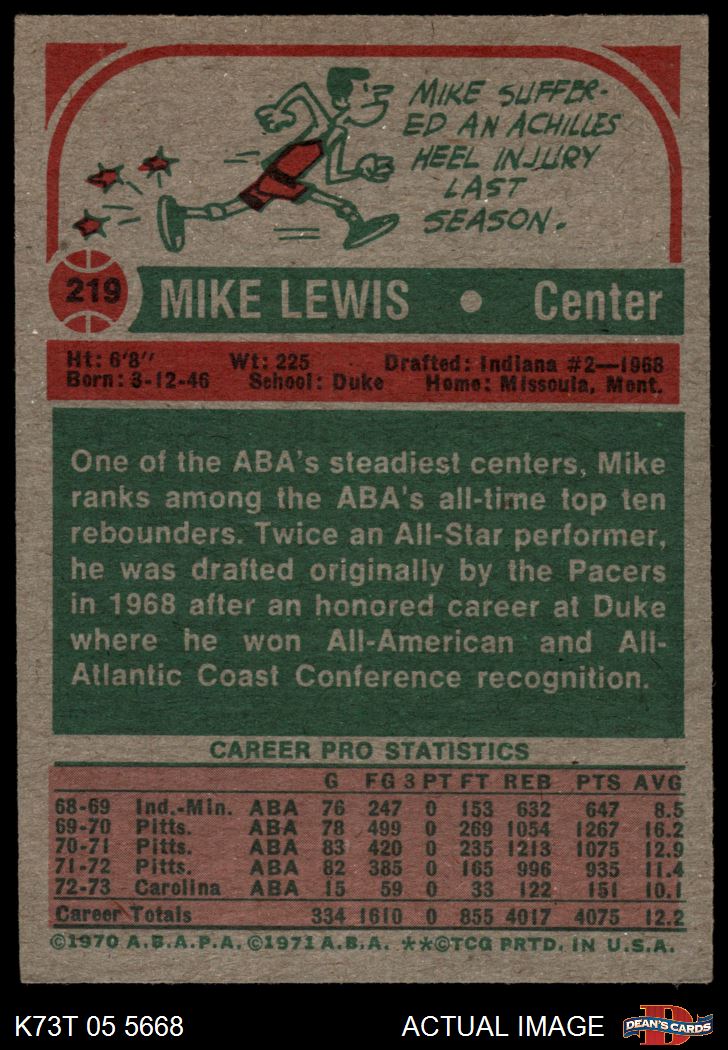 MIKE SUFFER-
ED AN ACHILLES
HEEL INJURY
LAST
SEASON.
219 MIKE LEWIS • Center
Ht: 6'8" Wt: 225 Drafted: Indiana #2—1968
Born: 3-12-46 School: Duke Home: Missoula, Mont.
One of the ABA's steadiest centers, Mike
ranks among the ABA's all-time top ten
rebounders. Twice an All-Star performer,
he was drafted originally by the Pacers
in 1968 after an honored career at Duke
where he won All-American and All-
Atlantic Coast Conference recognition.
CAREER PRO STATISTICS
G FG 3 PT FT REB PTS AVG
68-69 Ind.-Min. ABA 76 247 0 153 632 647 8.5
69-70 Pitts. ABA 78 499 0 269 1054 1267 16.2
70-71 Pitts. ABA 83 420 0 235 1213 1075 12.9
71-72 Pitts. ABA 82 385 0 165 996 935 11.4
72-73 Carolina ABA 15 59 0 33 122 151 10.1
Career Totals 334 1610 0 855 4017 4075 12.2
©1970 A.B.A.P.A. ©1971 A.B.A. **©TCG PRTD. IN U.S.A.
K73T 05 5668 ACTUAL IMAGE DEAN'S CARDS